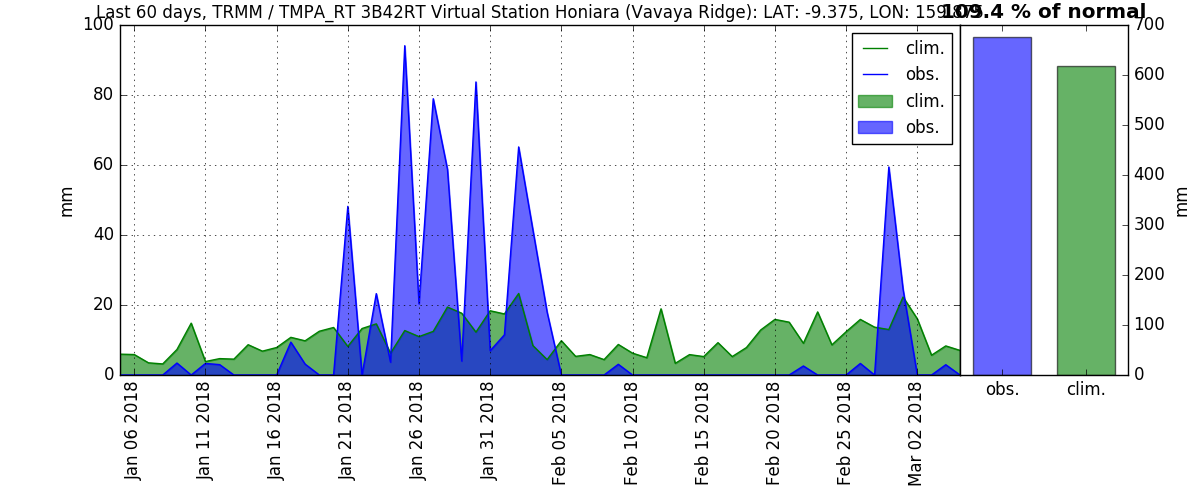 Last 60 days, TRMM / TMPA_RT 3B42RT Virtual Station Honiara (Vavaya Ridge): LAT: -9.375, LON:
109.4 % of normal
100
80
60
40
20
0
mm
clim.
obs.
clim.
obs.
700
600
500
400
300
200
100
0
mm
Jan 06 2018
Jan 11 2018
Jan 16 2018
Jan 21 2018
Jan 26 2018
Jan 31 2018
Feb 05 2018
Feb 10 2018
Feb 15 2018
Feb 20 2018
Feb 25 2018
Mar 02 2018
obs.
clim.